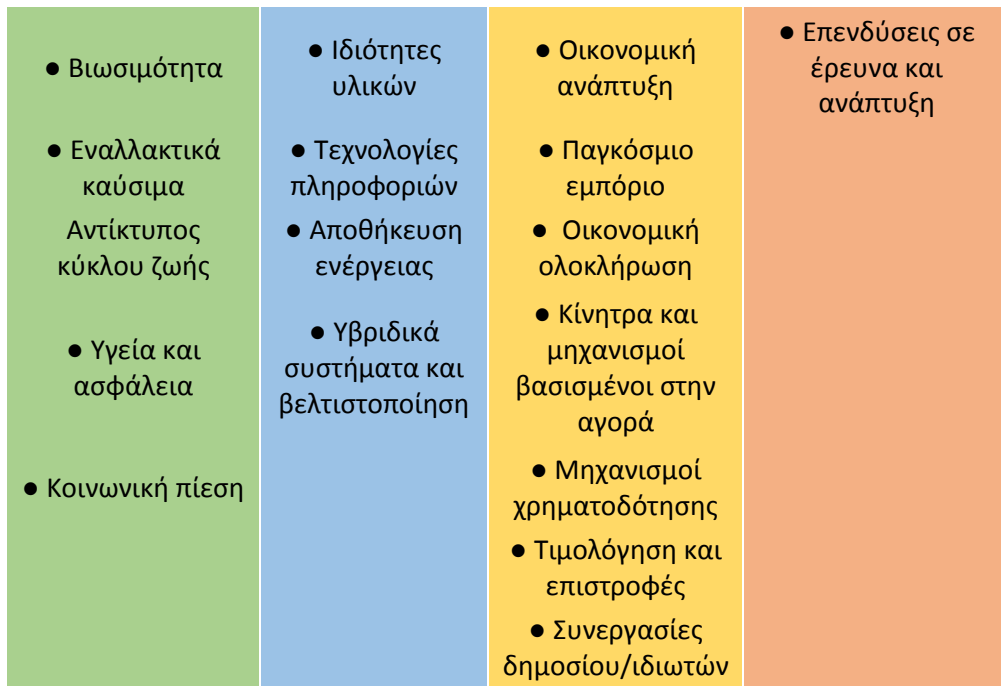 ● Βιωσιμότητα
● Εναλλακτικά
καύσιμα
Αντίκτυπος
κύκλου ζωής
● Υγεία και
ασφάλεια
● Κοινωνική πίεση
● Ιδιότητες
υλικών
● Τεχνολογίες
πληροφοριών
● Αποθήκευση
ενέργειας
● Υβριδικά
συστήματα και
βελτιστοποίηση
● Οικονομική
ανάπτυξη
● Παγκόσμιο
εμπόριο
● Οικονομική
ολοκλήρωση
● Κίνητρα και
μηχανισμοί
βασισμένοι στην
αγορά
● Μηχανισμοί
χρηματοδότησης
● Τιμολόγηση και
επιστροφές
● Συνεργασίες
δημοσίου/ιδιωτών
● Επενδύσεις σε
έρευνα και
ανάπτυξη